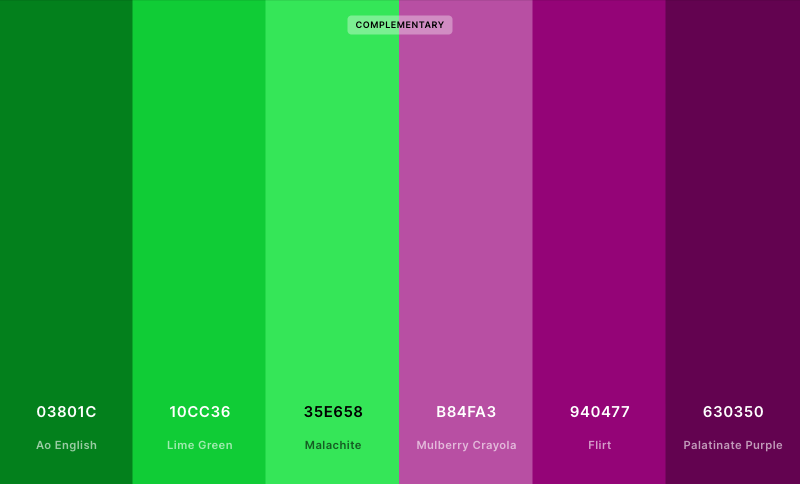 COMPLEMENTARY
03801C
Ao English
10CC36
Lime Green
35E658
Malachite
B84FA3
Mulberry Crayola
940477
Flirt
630350
Palatinate Purple